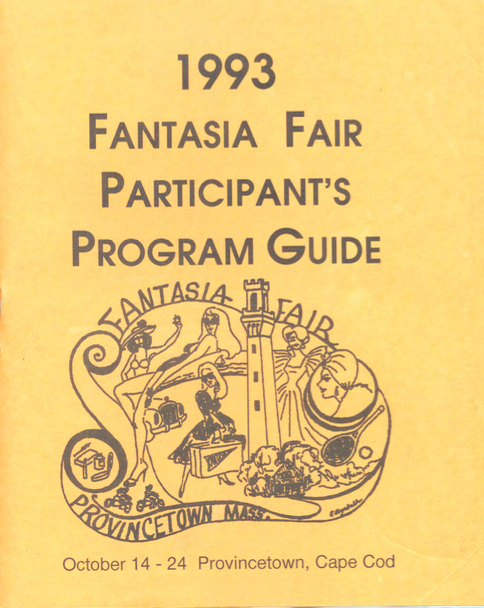 1993
FANTASIA FAIR
PARTICIPANT'S
PROGRAM GUIDE
FANTASIA FAIR
PROVINCETOWN MASS.
October 14 - 24 Provincetown, Cape Cod